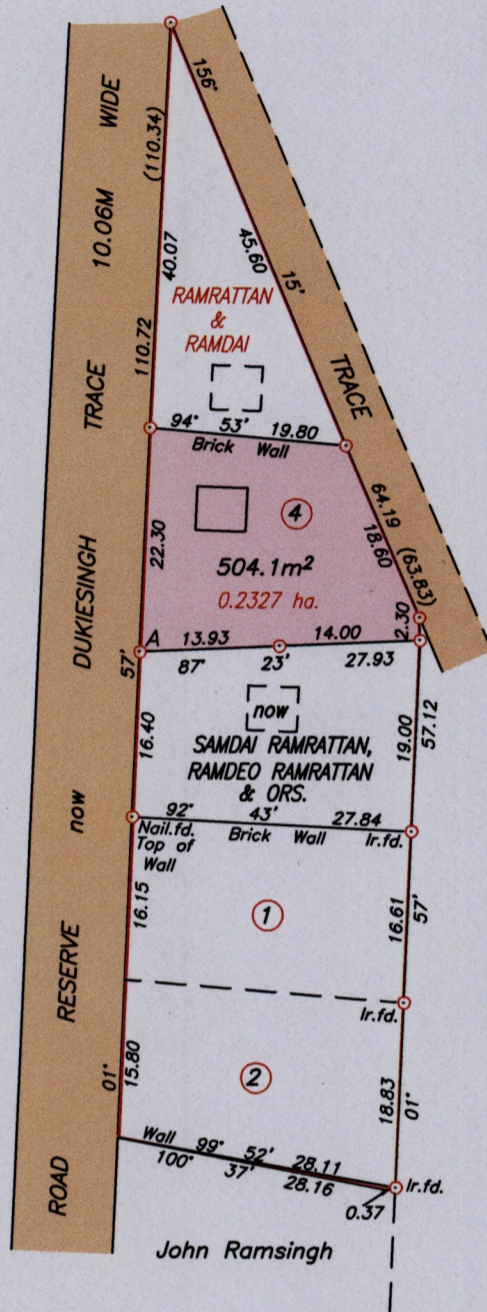 ROAD RESERVE now DUKIESINGH TRACE 10.06M WIDE
(110.34)
40.07
110.72
156°
45.60
15'
TRACE
RAMRATTAN
&
RAMDAI
94° 53' 19.80
Brick Wall
64.19
(63.83)
18.60
22.30
4
504.1m²
0.2327 ha.
2.30
57'
A 13.93 14.00
87° 23' 27.93
now
16.40
SAMDAI RAMRATTAN,
RAMDEO RAMRATTAN
& ORS.
19.00
57.12
92° 43' 27.84
Nail.fd. Brick Wall Ir.fd.
Top of
Wall
16.15
1
16.61
57'
Ir.fd.
01°
15.80
2
18.83
01°
Wall 99° 52' 28.11
100° 37' 28.16
Ir.fd.
0.37
John Ramsingh